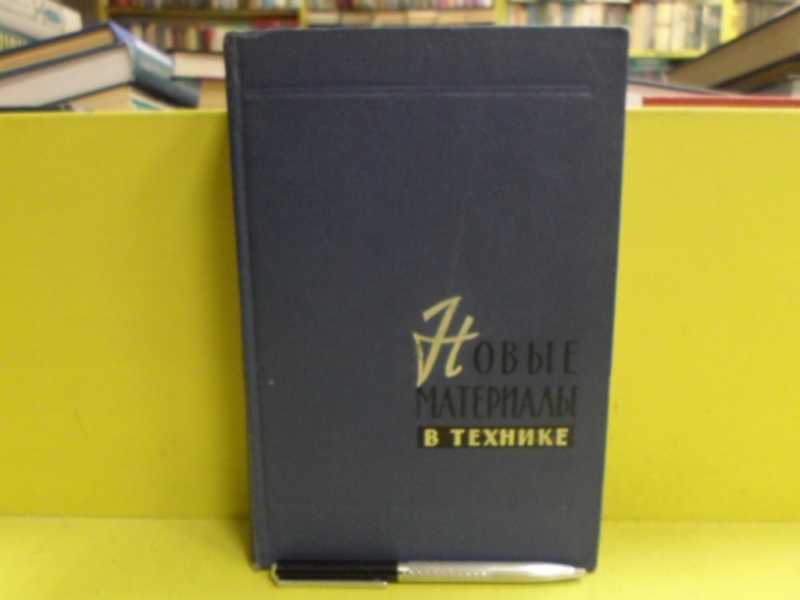 Новые
материалы
в технике